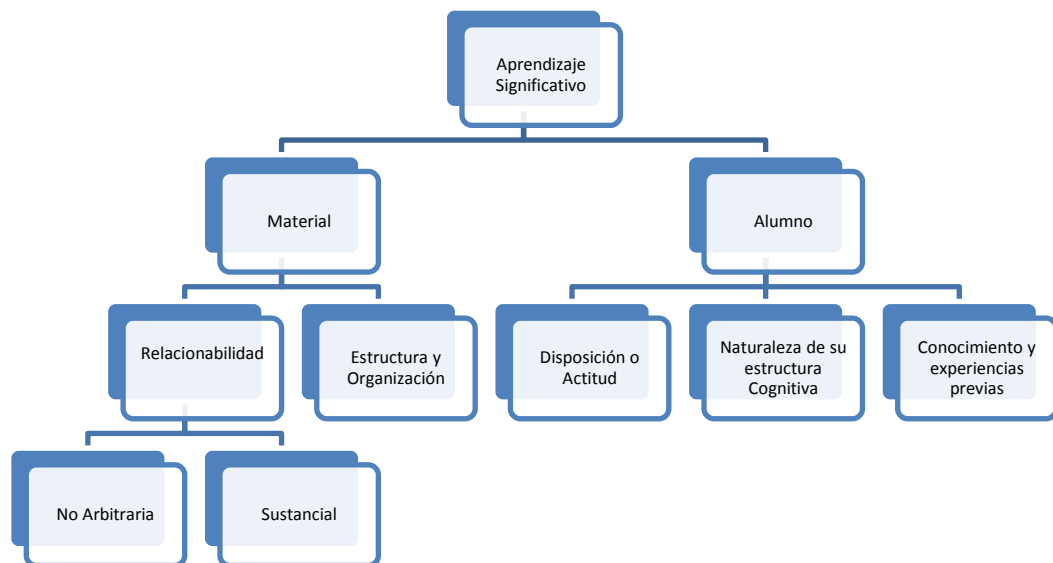 Aprendizaje
Significativo
Material
Alumno
Relacionabilidad
Estructura y
Organización
Disposición o
Actitud
Naturaleza de su
estructura
Cognitiva
Conocimiento y
experiencias
previas
No Arbitraria
Sustancial